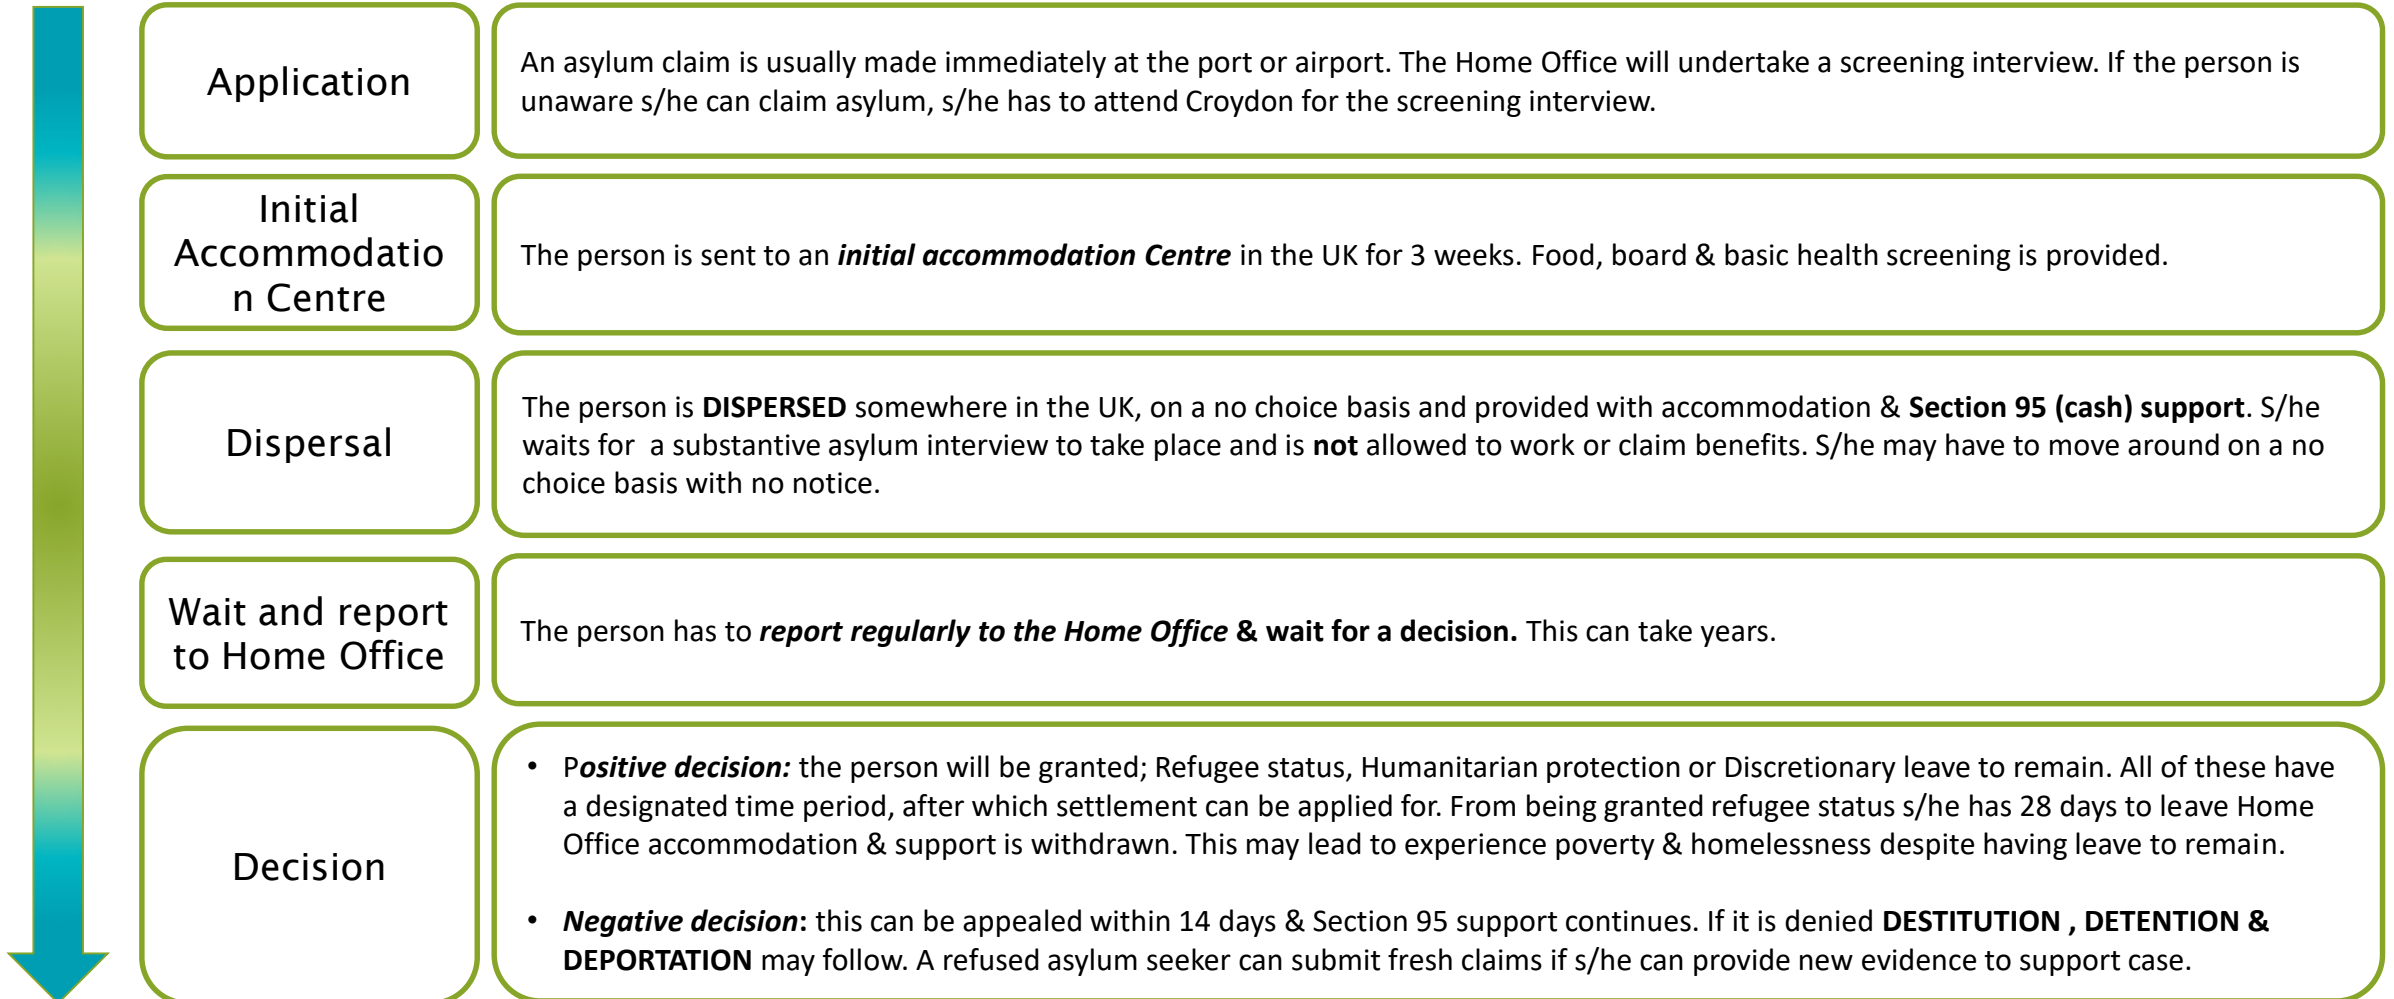 Application
An asylum claim is usually made immediately at the port or airport. The Home Office will undertake a screening interview. If the person is
unaware s/he can claim asylum, s/he has to attend Croydon for the screening interview.
Initial
Accommodatio
n Centre
The person is sent to an initial accommodation Centre in the UK for 3 weeks. Food, board & basic health screening is provided.
Dispersal
The person is DISPERSED somewhere in the UK, on a no choice basis and provided with accommodation & Section 95 (cash) support. S/he
waits for  a substantive asylum interview to take place and is not allowed to work or claim benefits. S/he may have to move around on a no
choice basis with no notice.
Wait and report
to Home Office
The person has to report regularly to the Home Office & wait for a decision. This can take years.
Decision
• Positive decision: the person will be granted; Refugee status, Humanitarian protection or Discretionary leave to remain. All of these have
a designated time period, after which settlement can be applied for. From being granted refugee status s/he has 28 days to leave Home
Office accommodation & support is withdrawn. This may lead to experience poverty & homelessness despite having leave to remain.
• Negative decision: this can be appealed within 14 days & Section 95 support continues. If it is denied DESTITUTION , DETENTION &
DEPORTATION may follow. A refused asylum seeker can submit fresh claims if s/he can provide new evidence to support case.